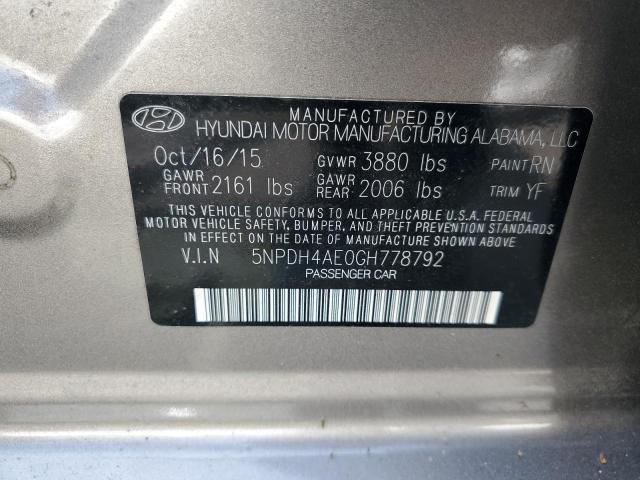 MANUFACTURED BY
HYUNDAI MOTOR MANUFACTURING ALABAMA, LLC
Oct/16/15 GVWR 3880 lbs PAINT RN
GAWR FRONT 2161 lbs GAWR REAR 2006 lbs TRIM YF
THIS VEHICLE CONFORMS TO ALL APPLICABLE U.S.A. FEDERAL
MOTOR VEHICLE SAFETY, BUMPER, AND THEFT PREVENTION
STANDARDS IN EFFECT ON THE DATE OF MANUFACTURE SHOWN ABOVE.
V.I.N 5NPDH4AE0GH778792
PASSENGER CAR